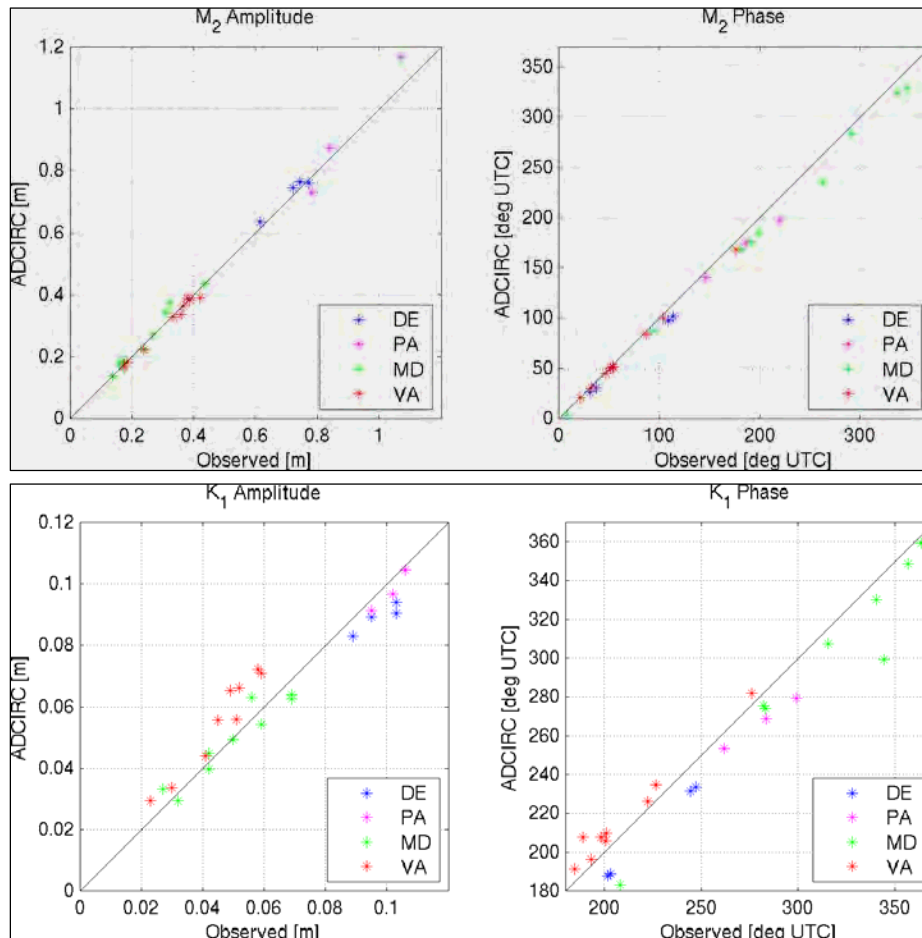 M2 Amplitude
1.2
1
0.8
0.6
0.4
0.2
0
ADCIRC [m]
0 0.2 0.4 0.6 0.8 1
Observed [m]
DE
PA
MD
VA
M2 Phase
350
300
250
200
150
100
50
0
ADCIRC [deg UTC]
0 100 200 300
Observed [deg UTC]
DE
PA
MD
VA
K1 Amplitude
0.12
0.1
0.08
0.06
0.04
0.02
0
ADCIRC [m]
0 0.02 0.04 0.06 0.08 0.1
Observed [m]
DE
PA
MD
VA
K1 Phase
360
340
320
300
280
260
240
220
200
180
ADCIRC [deg UTC]
200 250 300 350
Observed [deg UTC]
DE
PA
MD
VA